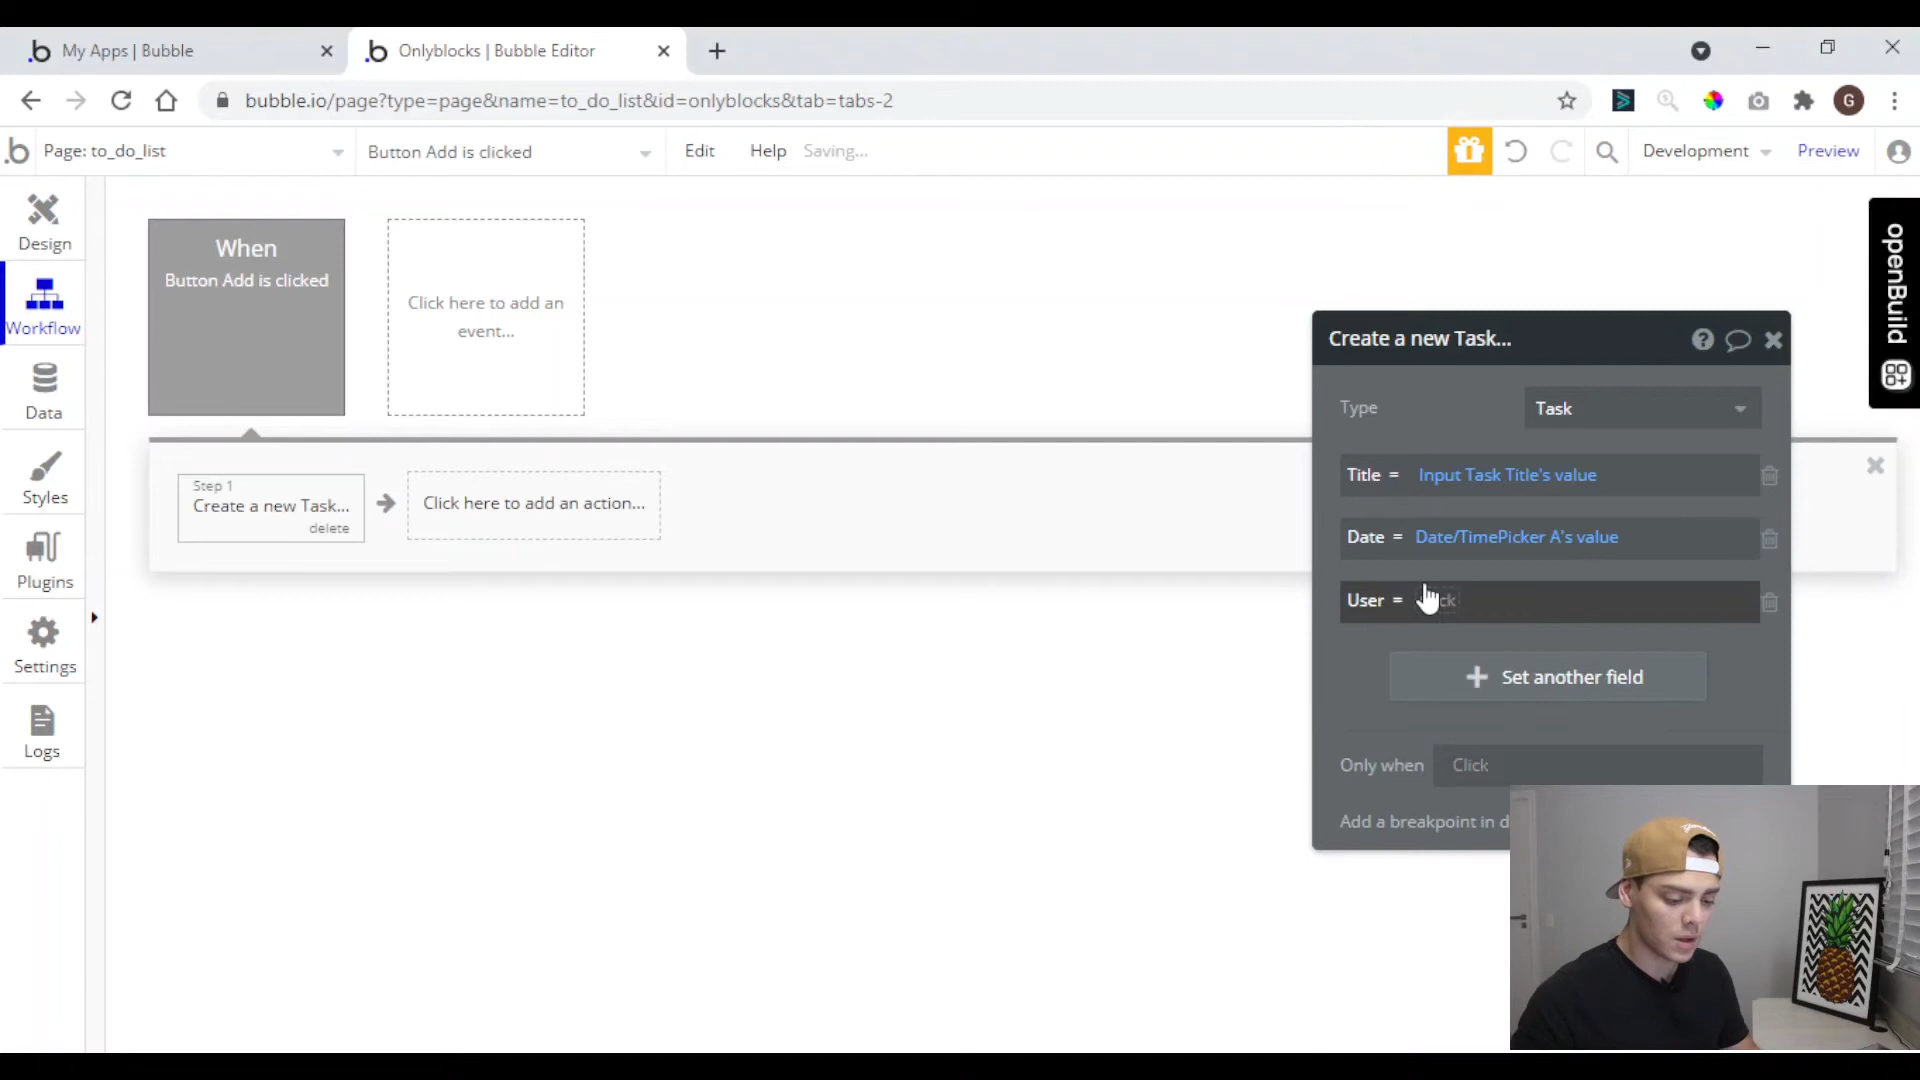 My Apps | Bubble
Onlyblocks | Bubble Editor
bubble.io/page?type=page&name=to_do_list&id=onlyblocks&tab=tabs-2
G
Page: to_do_list
Button Add is clicked
Edit
Help
Saving...
Development
Preview
Design
Workflow
Data
Styles
Plugins
Settings
Logs
When
Button Add is clicked
Click here to add an
event...
Step 1
Create a new Task...
delete
Click here to add an action...
openBuild
Create a new Task...
Type
Task
Title = Input Task Title's value
Date = Date/TimePicker A's value
User =
Set another field
Only when
Click
Add a breakpoint in d